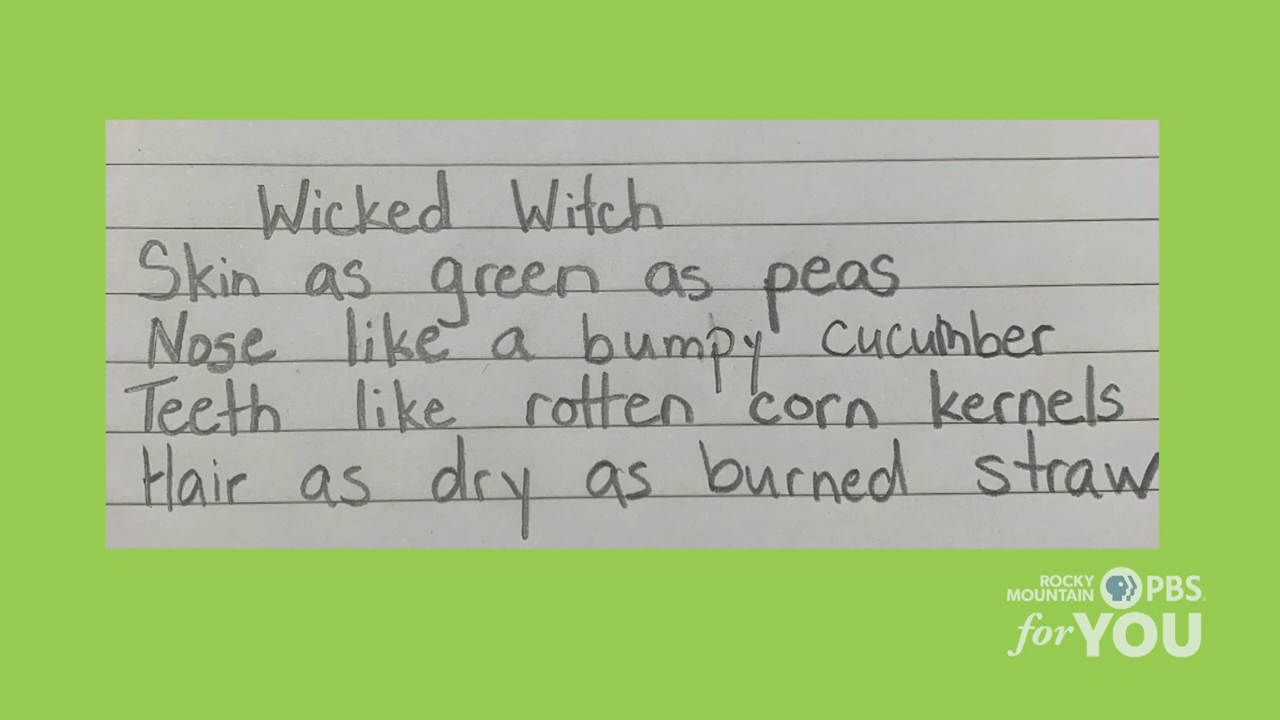 Wicked Witch
Skin as green as peas
Nose like a bumpy cucumber
Teeth like rotten corn kernels
Hair as dry as burned straw
ROCKY
MOUNTAIN PBS
for YOU